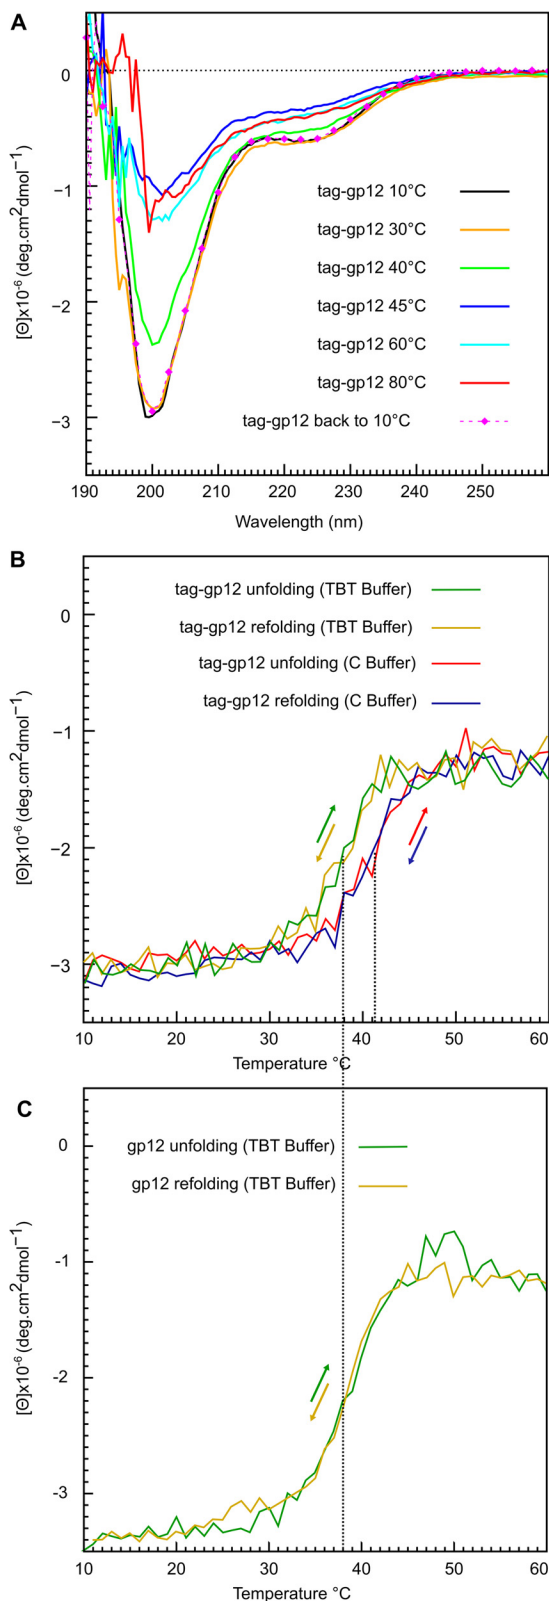 A
0
−1
−2
−3
[Θ]x10⁻⁶ (deg.cm²dmol⁻¹)
tag-gp12 10°C
tag-gp12 30°C
tag-gp12 40°C
tag-gp12 45°C
tag-gp12 60°C
tag-gp12 80°C
tag-gp12 back to 10°C
190 200 210 220 230 240 250
Wavelength (nm)
B
tag-gp12 unfolding (TBT Buffer)
tag-gp12 refolding (TBT Buffer)
tag-gp12 unfolding (C Buffer)
tag-gp12 refolding (C Buffer)
0
−1
−2
−3
[Θ]x10⁻⁶ (deg.cm²dmol⁻¹)
10 20 30 40 50 60
Temperature °C
C
gp12 unfolding (TBT Buffer)
gp12 refolding (TBT Buffer)
0
-1
-2
−3
[Θ]x10⁻⁶ (deg.cm²dmol⁻¹)
10 20 30 40 50 60
Temperature °C